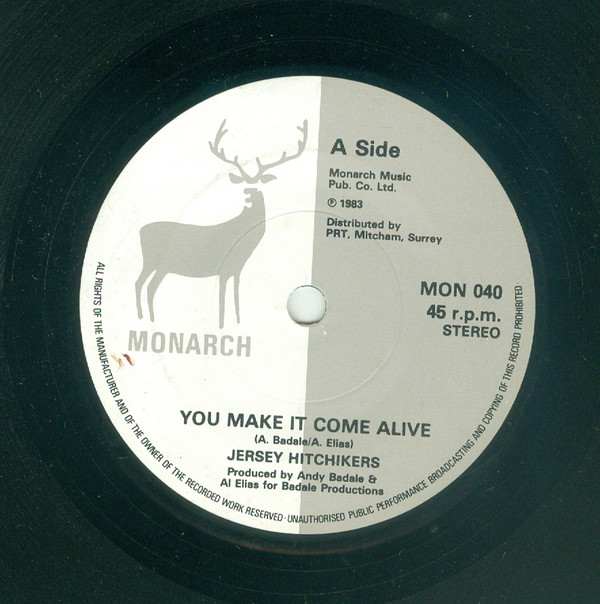 A Side
Monarch Music
Pub. Co. Ltd.
℗ 1983
Distributed by
PRT, Mitcham, Surrey
MON 040
45 r.p.m.
STEREO
MONARCH
YOU MAKE IT COME ALIVE
(A. Badale/A. Elias)
JERSEY HITCHIKERS
Produced by Andy Badale &
Al Elias for Badale Productions
ALL RIGHTS OF THE MANUFACTURER AND OF THE OWNER OF THE RECORDED WORK RESERVED · UNAUTHORISED PUBLIC PERFORMANCE BROADCASTING AND COPYING OF THIS RECORD PROHIBITED ·